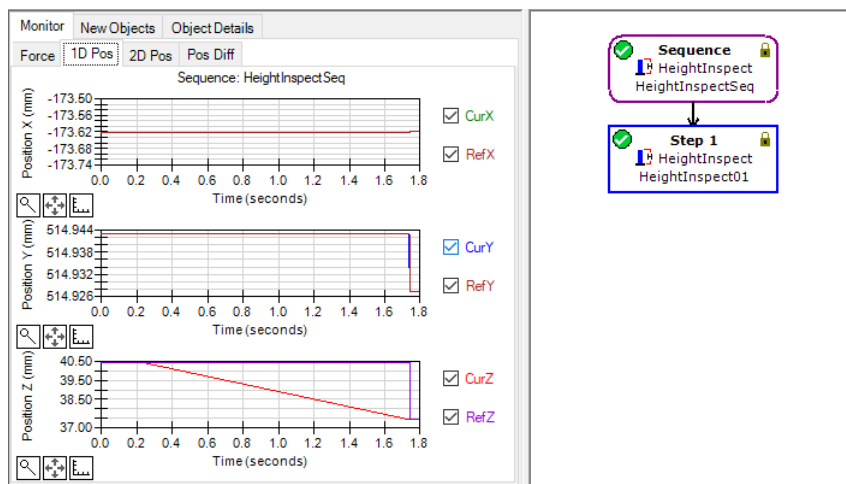 Monitor New Objects Object Details
Force 1D Pos 2D Pos Pos Diff
Sequence: HeightInspectSeq
Position X (mm)
-173.50
-173.56
-173.62
-173.68
-173.74
0.0 0.2 0.4 0.6 0.8 1.0 1.2 1.4 1.6 1.8
Time (seconds)
CurX
RefX
Position Y (mm)
514.944
514.938
514.932
514.926
0.0 0.2 0.4 0.6 0.8 1.0 1.2 1.4 1.6 1.8
Time (seconds)
CurY
RefY
Position Z (mm)
40.50
39.50
38.50
37.00
0.0 0.2 0.4 0.6 0.8 1.0 1.2 1.4 1.6 1.8
Time (seconds)
CurZ
RefZ
Sequence
H HeightInspect
HeightInspectSeq
Step 1
H HeightInspect
HeightInspect01